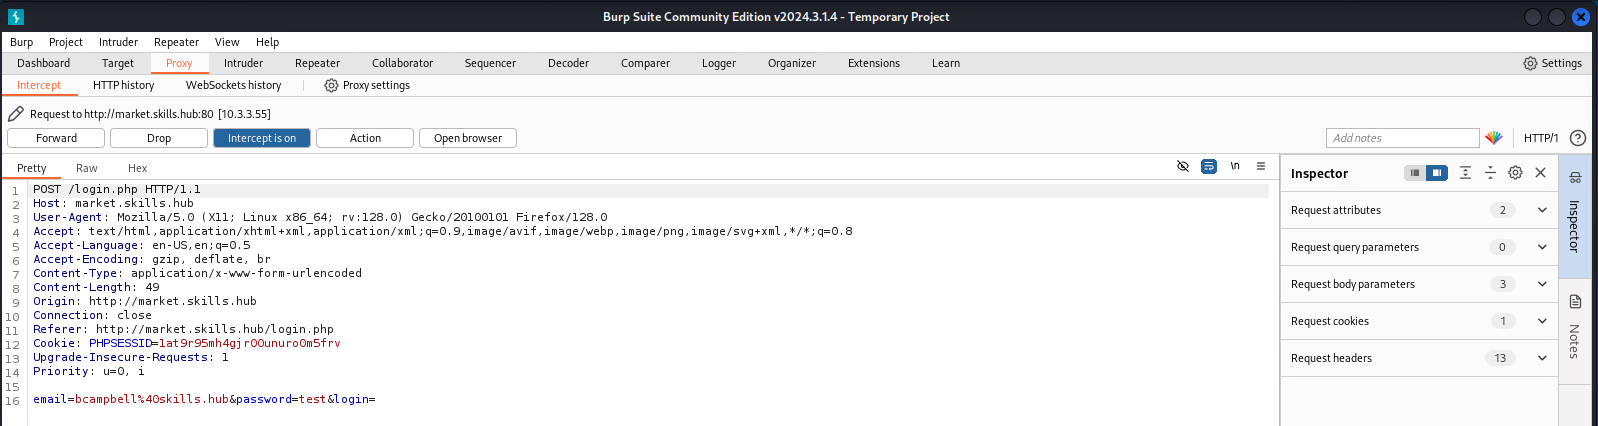 Burp Suite Community Edition v2024.3.1.4 - Temporary Project
Burp Project Intruder Repeater View Help
Dashboard Target Proxy Intruder Repeater Collaborator Sequencer Decoder Comparer Logger Organizer Extensions Learn Settings
Intercept HTTP history WebSockets history Proxy settings
Request to http://market.skills.hub:80 [10.3.3.55]
Forward Drop Intercept is on Action Open browser Add notes HTTP/1 ?
Pretty Raw Hex \n
1 POST /login.php HTTP/1.1
2 Host: market.skills.hub
3 User-Agent: Mozilla/5.0 (X11; Linux x86_64; rv:128.0) Gecko/20100101 Firefox/128.0
4 Accept: text/html,application/xhtml+xml,application/xml;q=0.9,image/avif,image/webp,image/png,image/svg+xml,*/*;q=0.8
5 Accept-Language: en-US,en;q=0.5
6 Accept-Encoding: gzip, deflate, br
7 Content-Type: application/x-www-form-urlencoded
8 Content-Length: 49
9 Origin: http://market.skills.hub
10 Connection: close
11 Referer: http://market.skills.hub/login.php
12 Cookie: PHPSESSID=1at9r95mh4gjr00unuro0m5frv
13 Upgrade-Insecure-Requests: 1
14 Priority: u=0, i
15
16 email=bcampbell%40skills.hub&password=test&login=
Inspector
Request attributes 2
Request query parameters 0
Request body parameters 3
Request cookies 1
Request headers 13
Inspector
Notes